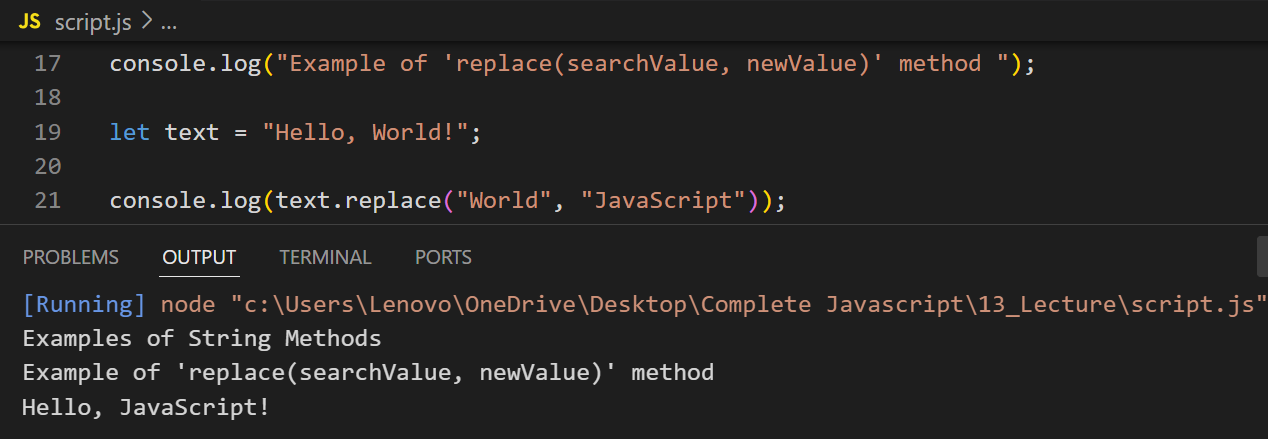 JS script.js > ...
17 console.log("Example of 'replace(searchValue, newValue)' method ");
18
19 let text = "Hello, World!";
20
21 console.log(text.replace("World", "JavaScript"));
PROBLEMS OUTPUT TERMINAL PORTS
[Running] node "c:\Users\Lenovo\OneDrive\Desktop\Complete Javascript\13_Lecture\script.js"
Examples of String Methods
Example of 'replace(searchValue, newValue)' method
Hello, JavaScript!